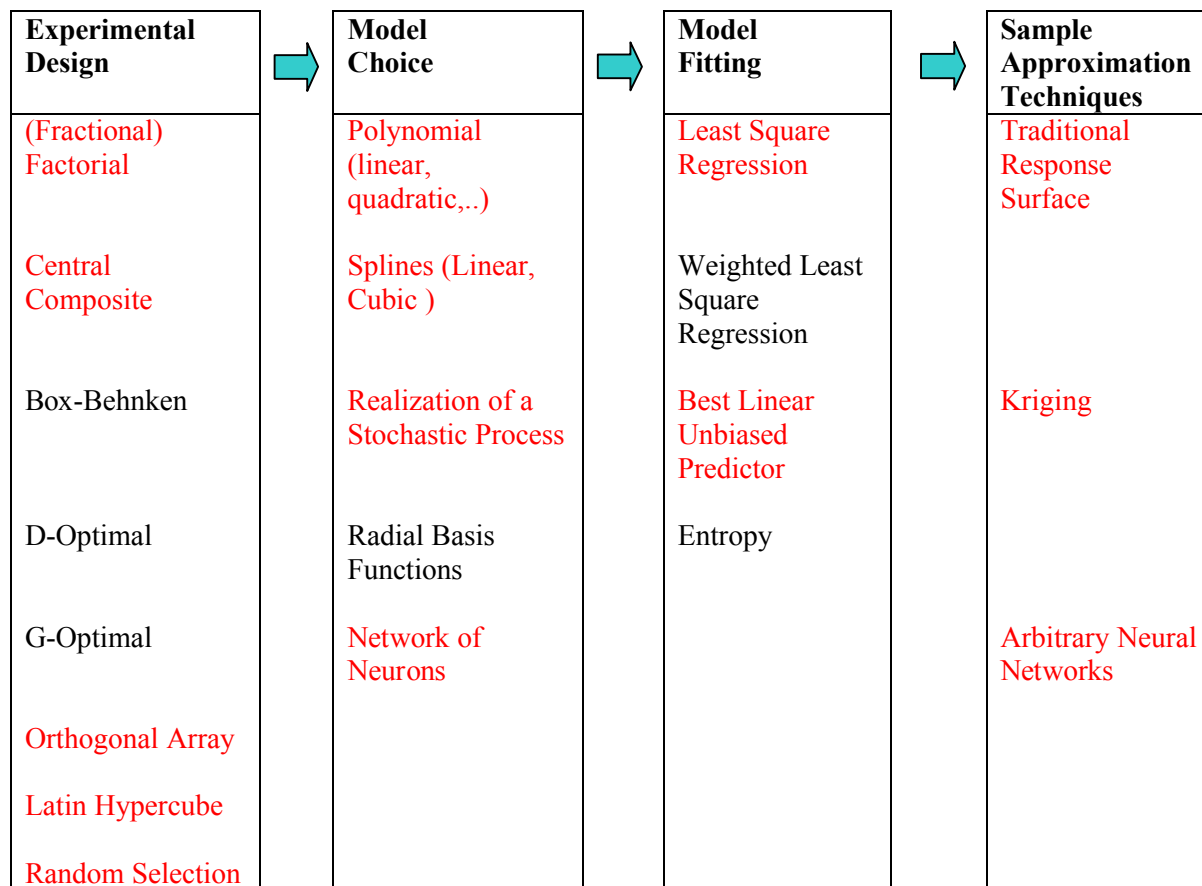 Experimental
Design
(Fractional)
Factorial
Central
Composite
Box-Behnken
D-Optimal
G-Optimal
Orthogonal Array
Latin Hypercube
Random Selection
Model
Choice
Polynomial
(linear,
quadratic,..)
Splines (Linear,
Cubic )
Realization of a
Stochastic Process
Radial Basis
Functions
Network of
Neurons
Model
Fitting
Least Square
Regression
Weighted Least
Square
Regression
Best Linear
Unbiased
Predictor
Entropy
Sample
Approximation
Techniques
Traditional
Response
Surface
Kriging
Arbitrary Neural
Networks